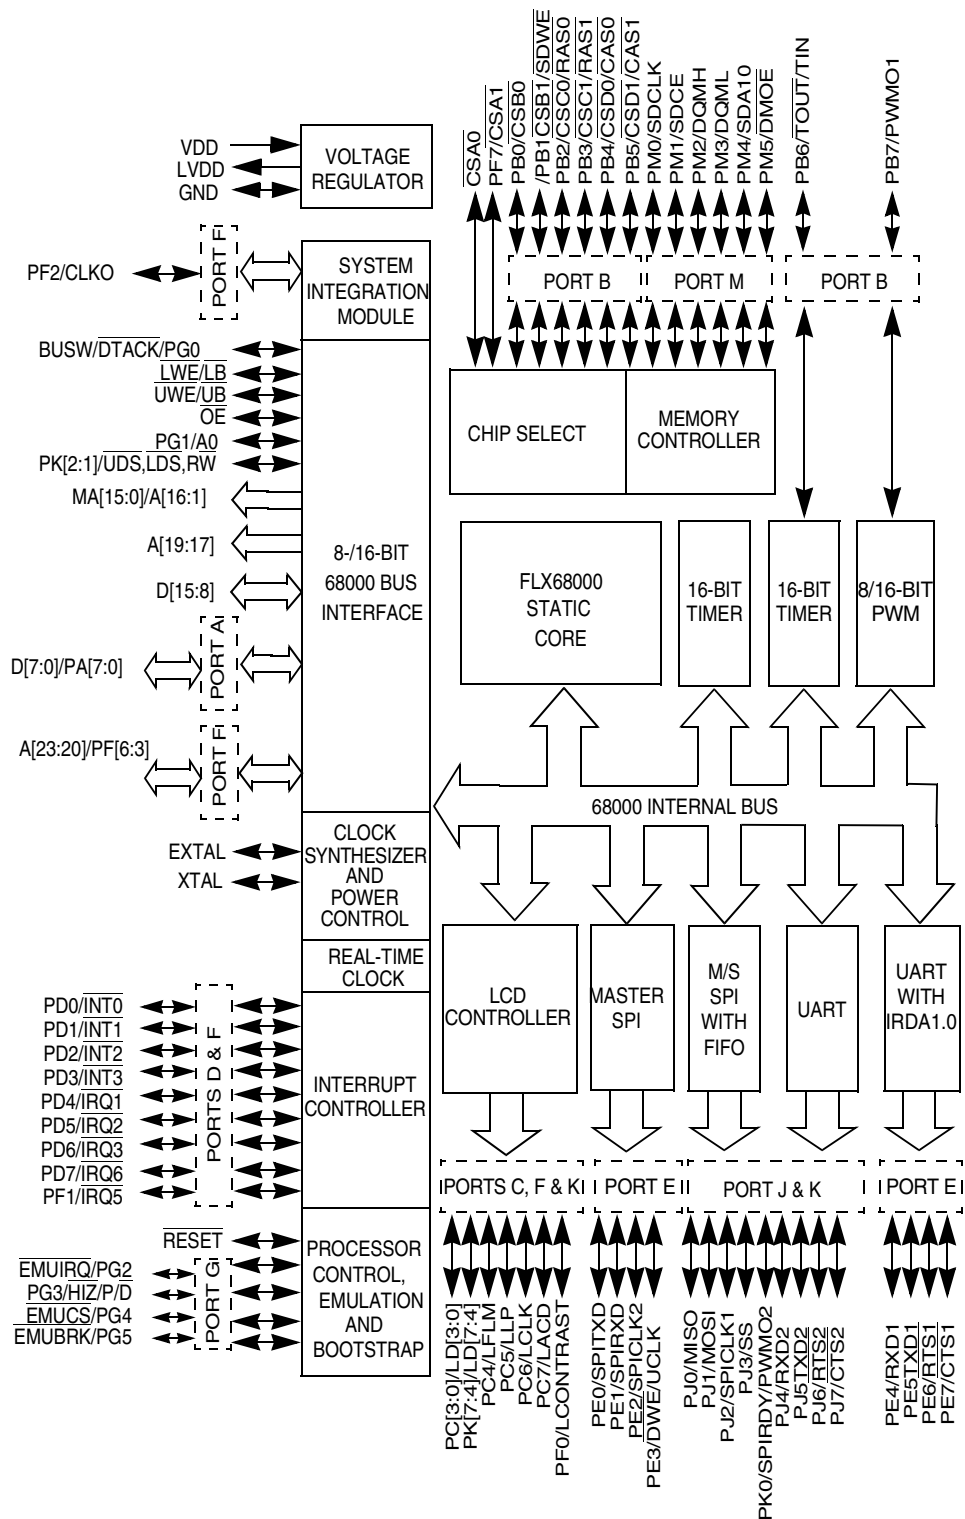 CSA0
PF7/CSA1
PB0/CSB0
/PB1 CSB1/SDWE
PB2/CSC0/RAS0
PB3/CSC1/RAS1
PB4/CSD0/CAS0
PB5/CSD1/CAS1
PM0/SDCLK
PM1/SDCE
PM2/DQMH
PM3/DQML
PM4/SDA10
PM5/DMOE
PB6/TOUT/TIN
PB7/PWMO1
VDD
LVDD
GND
VOLTAGE
REGULATOR
PF2/CLKO
PORT F
SYSTEM
INTEGRATION
MODULE
PORT B
PORT M
PORT B
BUSW/DTACK/PG0
LWE/LB
UWE/UB
OE
PG1/A0
PK[2:1]/UDS,LDS,RW
MA[15:0]/A[16:1]
A[19:17]
D[15:8]
D[7:0]/PA[7:0]
PORT A
A[23:20]/PF[6:3]
PORT F
8-/16-BIT
68000 BUS
INTERFACE
CHIP SELECT
MEMORY
CONTROLLER
FLX68000
STATIC
CORE
16-BIT
TIMER
16-BIT
TIMER
8/16-BIT
PWM
68000 INTERNAL BUS
EXTAL
XTAL
CLOCK
SYNTHESIZER
AND
POWER
CONTROL
REAL-TIME
CLOCK
PD0/INT0
PD1/INT1
PD2/INT2
PD3/INT3
PD4/IRQ1
PD5/IRQ2
PD6/IRQ3
PD7/IRQ6
PF1/IRQ5
PORTS D & F
INTERRUPT
CONTROLLER
LCD
CONTROLLER
MASTER
SPI
M/S
SPI
WITH
FIFO
UART
UART
WITH
IRDA1.0
RESET
EMUIRQ/PG2
PG3/HIZ/P/D
EMUCS/PG4
EMUBRK/PG5
PORT G
PROCESSOR
CONTROL,
EMULATION
AND
BOOTSTRAP
PORTS C, F & K
PORT E
PORT J & K
PORT E
PC[3:0]/LD[3:0]
PK[7:4]/LD[7:4]
PC4/LFLM
PC5/LLP
PC6/LCLK
PC7/LACD
PF0/LCONTRAST
PE0/SPITXD
PE1/SPIRXD
PE2/SPICLK2
PE3/DWE/UCLK
PJ0/MISO
PJ1/MOSI
PJ2/SPICLK1
PJ3/SS
PK0/SPIRDY/PWMO2
PJ4/RXD2
PJ5TXD2
PJ6/RTS2
PJ7/CTS2
PE4/RXD1
PE5TXD1
PE6/RTS1
PE7/CTS1